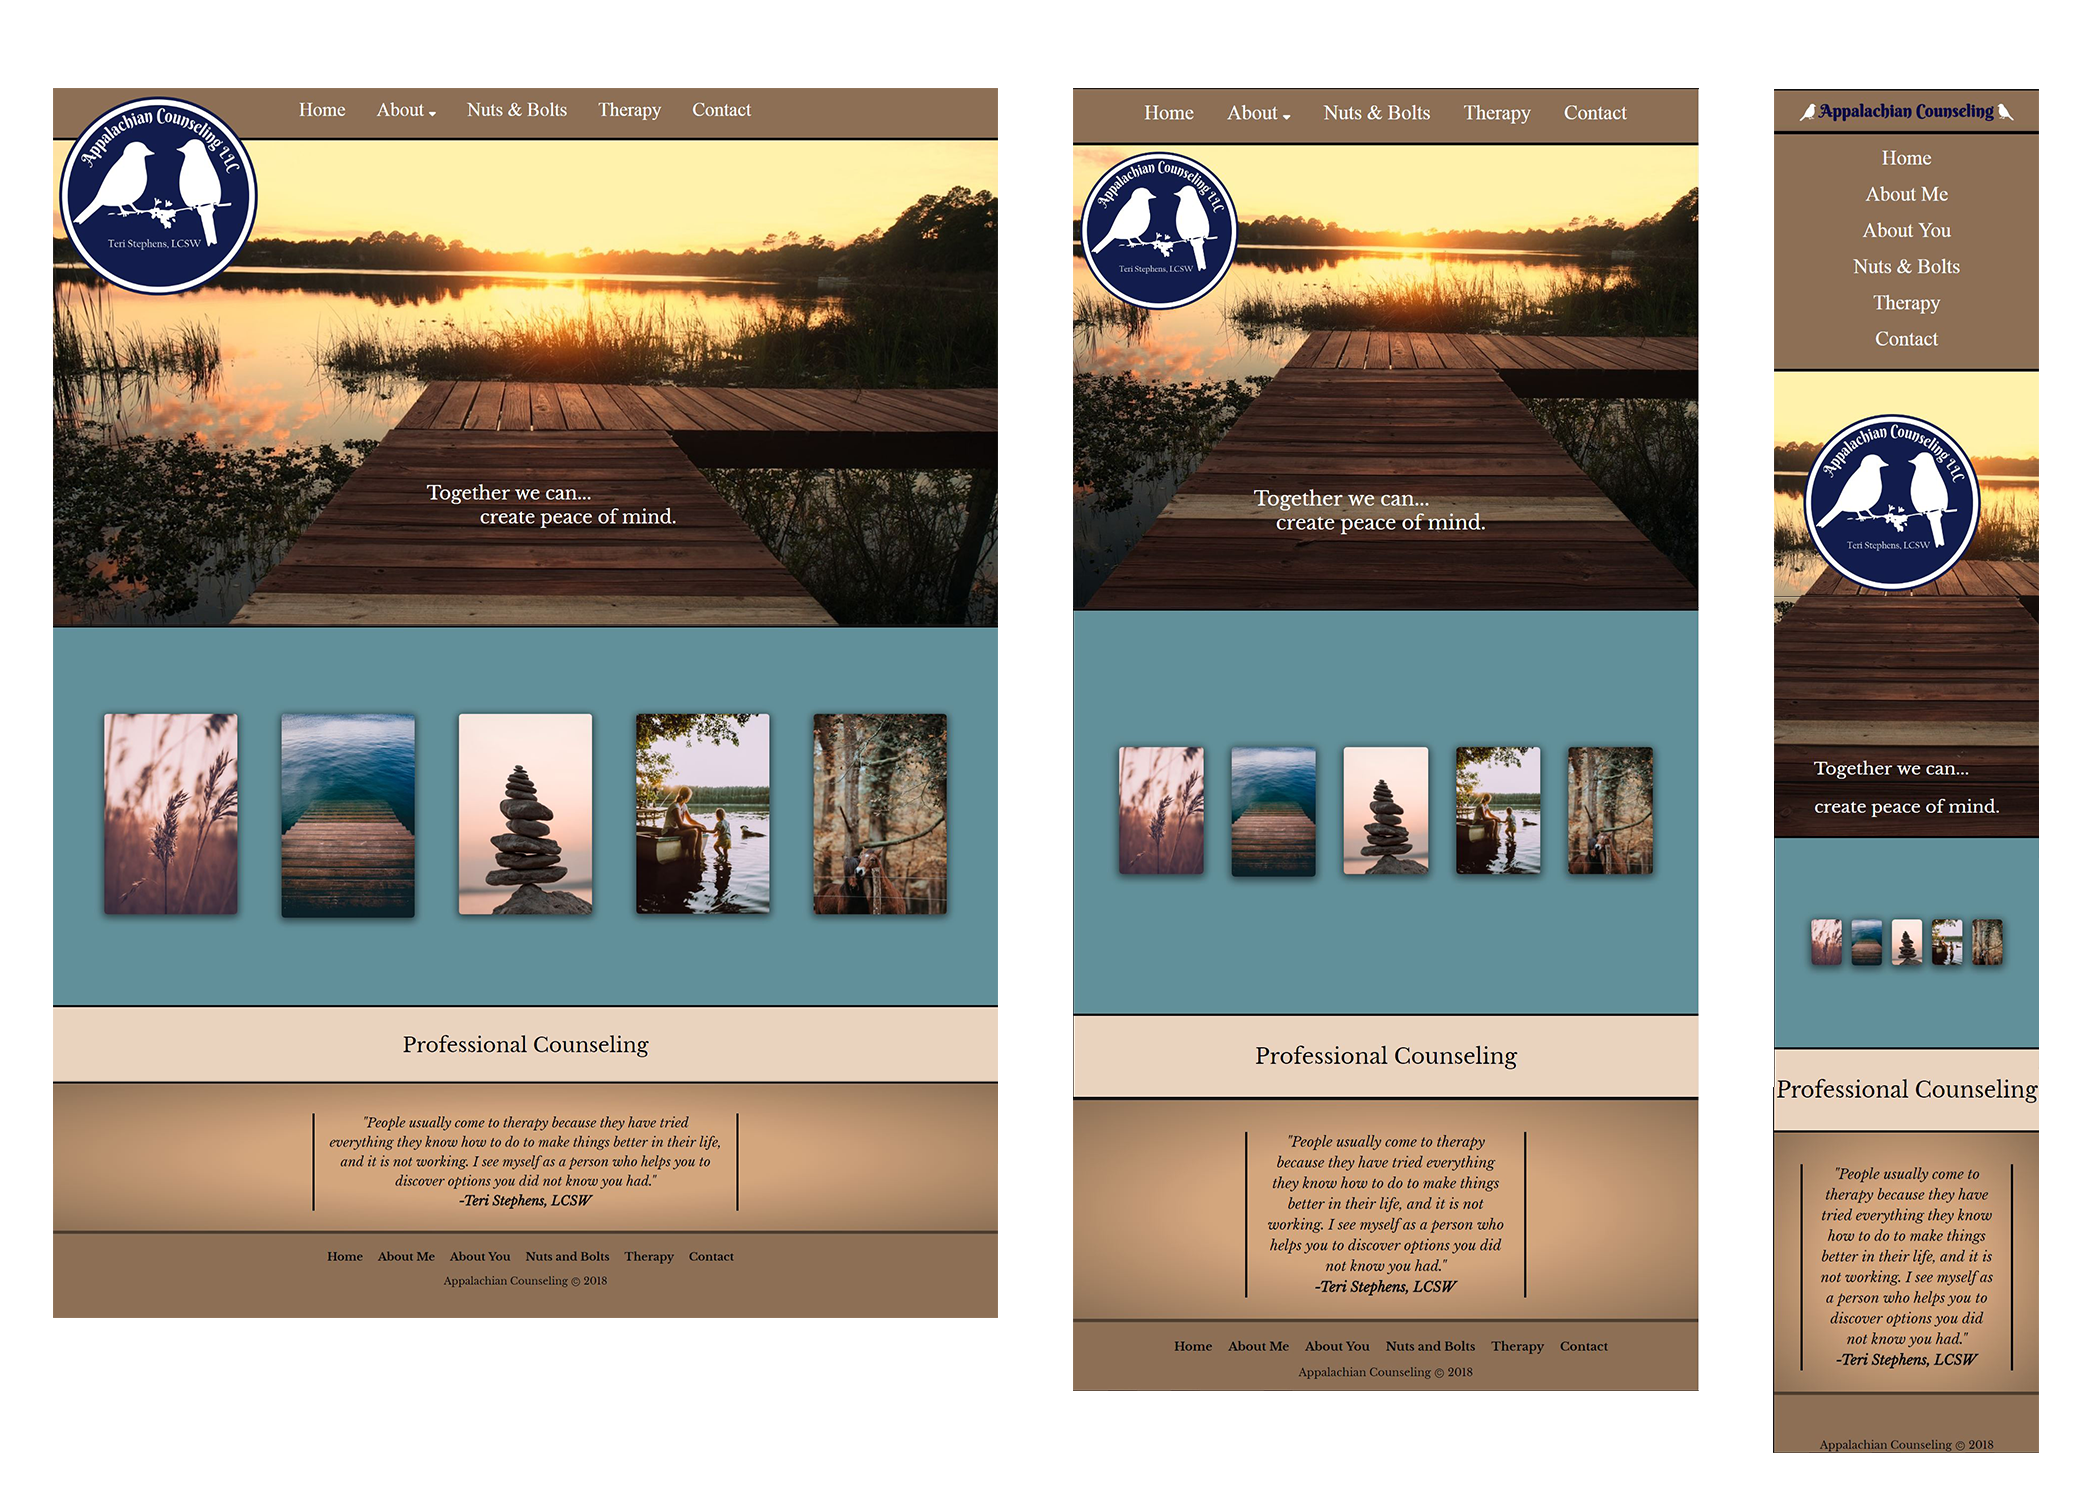 Home About Nuts & Bolts Therapy Contact
Appalachian Counseling LLC
Teri Stephens, LCSW
Together we can...
create peace of mind.
Professional Counseling
"People usually come to therapy because they have tried
everything they know how to do to make things better in their life,
and it is not working. I see myself as a person who helps you to
discover options you did not know you had."
-Teri Stephens, LCSW
Home About Me About You Nuts and Bolts Therapy Contact
Appalachian Counseling © 2018
Home About Nuts & Bolts Therapy Contact
Appalachian Counseling LLC
Teri Stephens, LCSW
Together we can...
create peace of mind.
Professional Counseling
"People usually come to therapy
because they have tried everything
they know how to do to make things
better in their life, and it is not
working. I see myself as a person who
helps you to discover options you did
not know you had."
-Teri Stephens, LCSW
Home About Me About You Nuts and Bolts Therapy Contact
Appalachian Counseling © 2018
Appalachian Counseling
Home
About Me
About You
Nuts & Bolts
Therapy
Contact
Appalachian Counseling LLC
Teri Stephens, LCSW
Together we can...
create peace of mind.
Professional Counseling
"People usually come to
therapy because they have
tried everything they know
how to do to make things
better in their life, and it is
not working. I see myself as
a person who helps you to
discover options you did
not know you had."
-Teri Stephens, LCSW
Appalachian Counseling © 2018